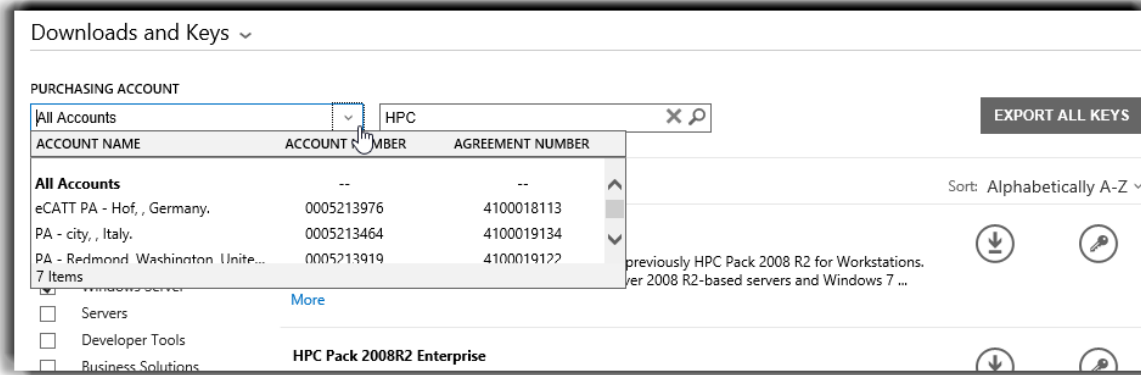 Downloads and Keys
PURCHASING ACCOUNT
All Accounts
HPC
EXPORT ALL KEYS
ACCOUNT NAME ACCOUNT NUMBER AGREEMENT NUMBER
All Accounts -- --
Sort: Alphabetically A-Z
eCATT PA - Hof, , Germany. 0005213976 4100018113
PA - city, , Italy. 0005213464 4100019134
PA - Redmond, Washington, Unite... 0005213919 4100019122
7 Items
previously HPC Pack 2008 R2 for Workstations.
ver 2008 R2-based servers and Windows 7 ...
Windows Server
More
Servers
Developer Tools
HPC Pack 2008R2 Enterprise
Business Solutions